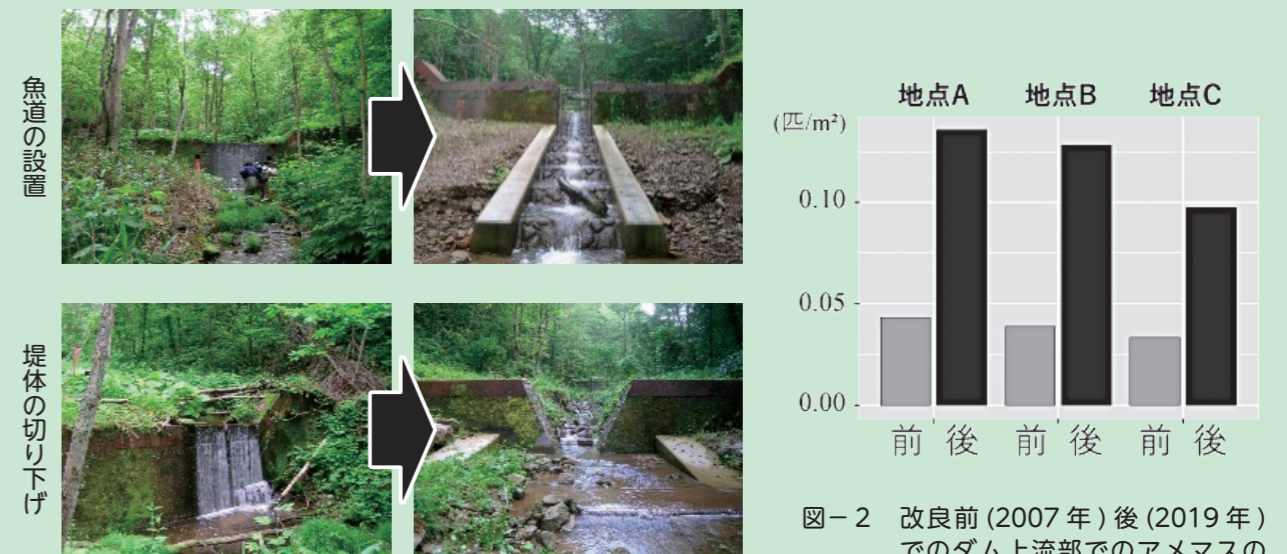 魚道の設置
堤体の切り下げ
地点A 地点B 地点C
(匹/m²)
0.10
0.05
0.00
前 後 前 後 前 後
図－2 改良前 (2007 年 ) 後 (2019 年 )
でのダム上流部でのアメマスの